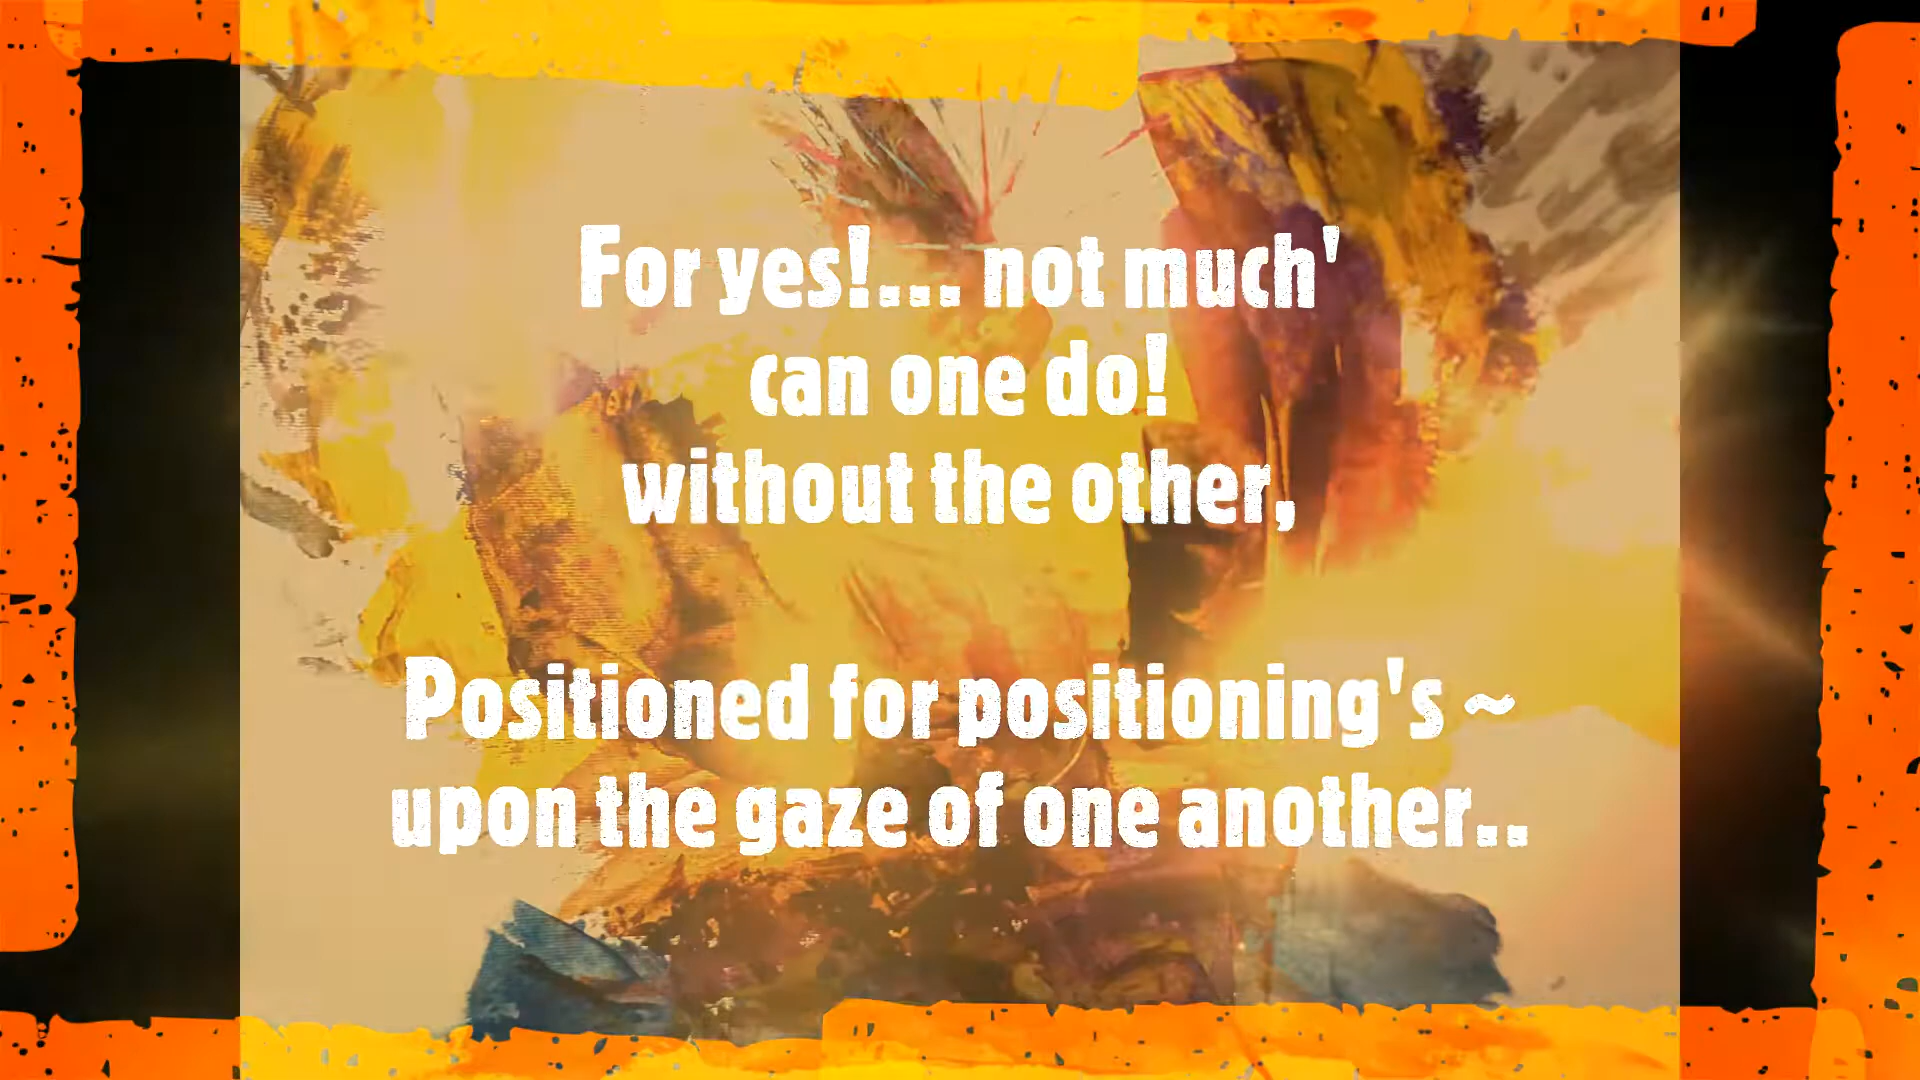 For yes!... not much'
can one do!
without the other,
Positioned for positioning's ~
upon the gaze of one another..